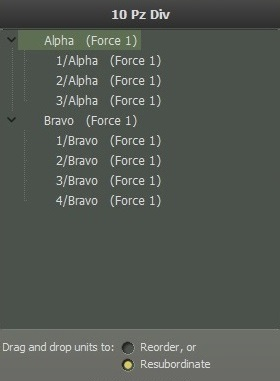 10 Pz Div
Alpha (Force 1)
1/Alpha (Force 1)
2/Alpha (Force 1)
3/Alpha (Force 1)
Bravo (Force 1)
1/Bravo (Force 1)
2/Bravo (Force 1)
3/Bravo (Force 1)
4/Bravo (Force 1)
Drag and drop units to: Reorder, or
Resubordinate